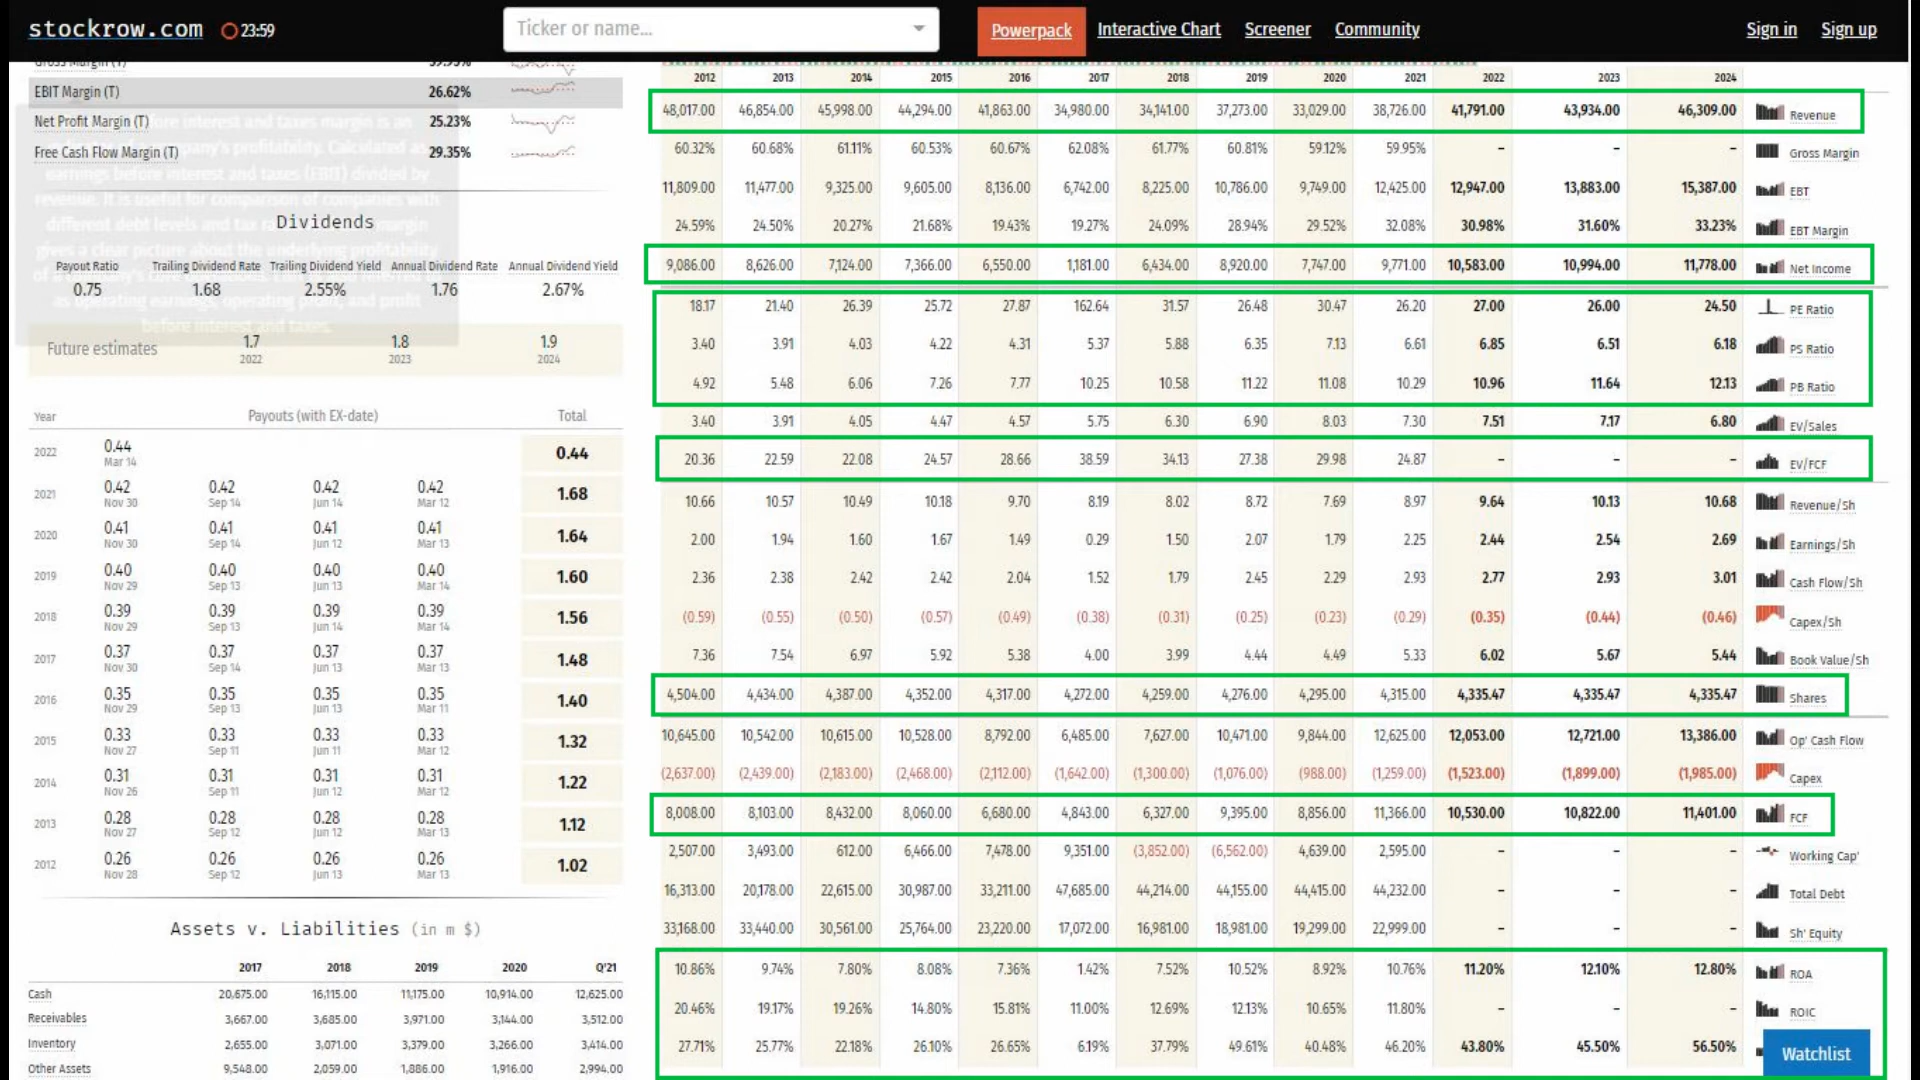 stockrow.com 23:59 Ticker or name... Powerpack Interactive Chart Screener Community Sign in Sign up
Gross Margin (T) 59.95%
EBIT Margin (T) 26.62%
Net Profit Margin (T) 25.23%
Free Cash Flow Margin (T) 29.35%
Dividends
Payout Ratio Trailing Dividend Rate Trailing Dividend Yield Annual Dividend Rate Annual Dividend Yield
0.75 1.68 2.55% 1.76 2.67%
Future estimates 1.7 1.8 1.9
2022 2023 2024
Year Payouts (with EX-date) Total
2022 0.44 0.44
Mar 14
2021 0.42 0.42 0.42 0.42 1.68
Nov 30 Sep 14 Jun 14 Mar 12
2020 0.41 0.41 0.41 0.41 1.64
Nov 30 Sep 14 Jun 12 Mar 13
2019 0.40 0.40 0.40 0.40 1.60
Nov 29 Sep 13 Jun 13 Mar 14
2018 0.39 0.39 0.39 0.39 1.56
Nov 29 Sep 13 Jun 14 Mar 14
2017 0.37 0.37 0.37 0.37 1.48
Nov 30 Sep 14 Jun 13 Mar 13
2016 0.35 0.35 0.35 0.35 1.40
Nov 29 Sep 13 Jun 13 Mar 11
2015 0.33 0.33 0.33 0.33 1.32
Nov 27 Sep 11 Jun 11 Mar 12
2014 0.31 0.31 0.31 0.31 1.22
Nov 26 Sep 11 Jun 12 Mar 12
2013 0.28 0.28 0.28 0.28 1.12
Nov 27 Sep 12 Jun 12 Mar 13
2012 0.26 0.26 0.26 0.26 1.02
Nov 28 Sep 12 Jun 13 Mar 13
Assets v. Liabilities (in m $)
2017 2018 2019 2020 Q'21
Cash 20,675.00 16,115.00 11,175.00 10,914.00 12,625.00
Receivables 3,667.00 3,685.00 3,971.00 3,144.00 3,512.00
Inventory 2,655.00 3,071.00 3,379.00 3,266.00 3,414.00
Other Assets 9,548.00 2,059.00 1,886.00 1,916.00 2,994.00
2012 2013 2014 2015 2016 2017 2018 2019 2020 2021 2022 2023 2024
48,017.00 46,854.00 45,998.00 44,294.00 41,863.00 34,980.00 34,141.00 37,273.00 33,029.00 38,726.00 41,791.00 43,934.00 46,309.00 Revenue
60.32% 60.68% 61.11% 60.53% 60.67% 62.08% 61.77% 60.81% 59.12% 59.95% – – – Gross Margin
11,809.00 11,477.00 9,325.00 9,605.00 8,136.00 6,742.00 8,225.00 10,786.00 9,749.00 12,425.00 12,947.00 13,883.00 15,387.00 EBT
24.59% 24.50% 20.27% 21.68% 19.43% 19.27% 24.09% 28.94% 29.52% 32.08% 30.98% 31.60% 33.23% EBT Margin
9,086.00 8,626.00 7,124.00 7,366.00 6,550.00 1,181.00 6,434.00 8,920.00 7,747.00 9,771.00 10,583.00 10,994.00 11,778.00 Net Income
18.17 21.40 26.39 25.72 27.87 162.64 31.57 26.48 30.47 26.20 27.00 26.00 24.50 PE Ratio
3.40 3.91 4.03 4.22 4.31 5.37 5.88 6.35 7.13 6.61 6.85 6.51 6.18 PS Ratio
4.92 5.48 6.06 7.26 7.77 10.25 10.58 11.22 11.08 10.29 10.96 11.64 12.13 PB Ratio
3.40 3.91 4.05 4.47 4.57 5.75 6.30 6.90 8.03 7.30 7.51 7.17 6.80 EV/Sales
20.36 22.59 22.08 24.57 28.66 38.59 34.13 27.38 29.98 24.87 – – – EV/FCF
10.66 10.57 10.49 10.18 9.70 8.19 8.02 8.72 7.69 8.97 9.64 10.13 10.68 Revenue/Sh
2.00 1.94 1.60 1.67 1.49 0.29 1.50 2.07 1.79 2.25 2.44 2.54 2.69 Earnings/Sh
2.36 2.38 2.42 2.42 2.04 1.52 1.79 2.45 2.29 2.93 2.77 2.93 3.01 Cash Flow/Sh
(0.59) (0.55) (0.50) (0.57) (0.49) (0.38) (0.31) (0.25) (0.23) (0.29) (0.35) (0.44) (0.46) Capex/Sh
7.36 7.54 6.97 5.92 5.38 4.00 3.99 4.44 4.49 5.33 6.02 5.67 5.44 Book Value/Sh
4,504.00 4,434.00 4,387.00 4,352.00 4,317.00 4,272.00 4,259.00 4,276.00 4,295.00 4,315.00 4,335.47 4,335.47 4,335.47 Shares
10,645.00 10,542.00 10,615.00 10,528.00 8,792.00 6,485.00 7,627.00 10,471.00 9,844.00 12,625.00 12,053.00 12,721.00 13,386.00 Op' Cash Flow
(2,637.00) (2,439.00) (2,183.00) (2,468.00) (2,112.00) (1,642.00) (1,300.00) (1,076.00) (988.00) (1,259.00) (1,523.00) (1,899.00) (1,985.00) Capex
8,008.00 8,103.00 8,432.00 8,060.00 6,680.00 4,843.00 6,327.00 9,395.00 8,856.00 11,366.00 10,530.00 10,822.00 11,401.00 FCF
2,507.00 3,493.00 612.00 6,466.00 7,478.00 9,351.00 (3,852.00) (6,562.00) 4,639.00 2,595.00 – – – Working Cap'
16,313.00 20,178.00 22,615.00 30,987.00 33,211.00 47,685.00 44,214.00 44,155.00 44,415.00 44,232.00 – – – Total Debt
33,168.00 33,440.00 30,561.00 25,764.00 23,220.00 17,072.00 16,981.00 18,981.00 19,299.00 22,999.00 – – – Sh' Equity
10.86% 9.74% 7.80% 8.08% 7.36% 1.42% 7.52% 10.52% 8.92% 10.76% 11.20% 12.10% 12.80% ROA
20.46% 19.17% 19.26% 14.80% 15.81% 11.00% 12.69% 12.13% 10.65% 11.80% – – – ROIC
27.71% 25.77% 22.18% 26.10% 26.65% 6.19% 37.79% 49.61% 40.48% 46.20% 43.80% 45.50% 56.50%
Watchlist